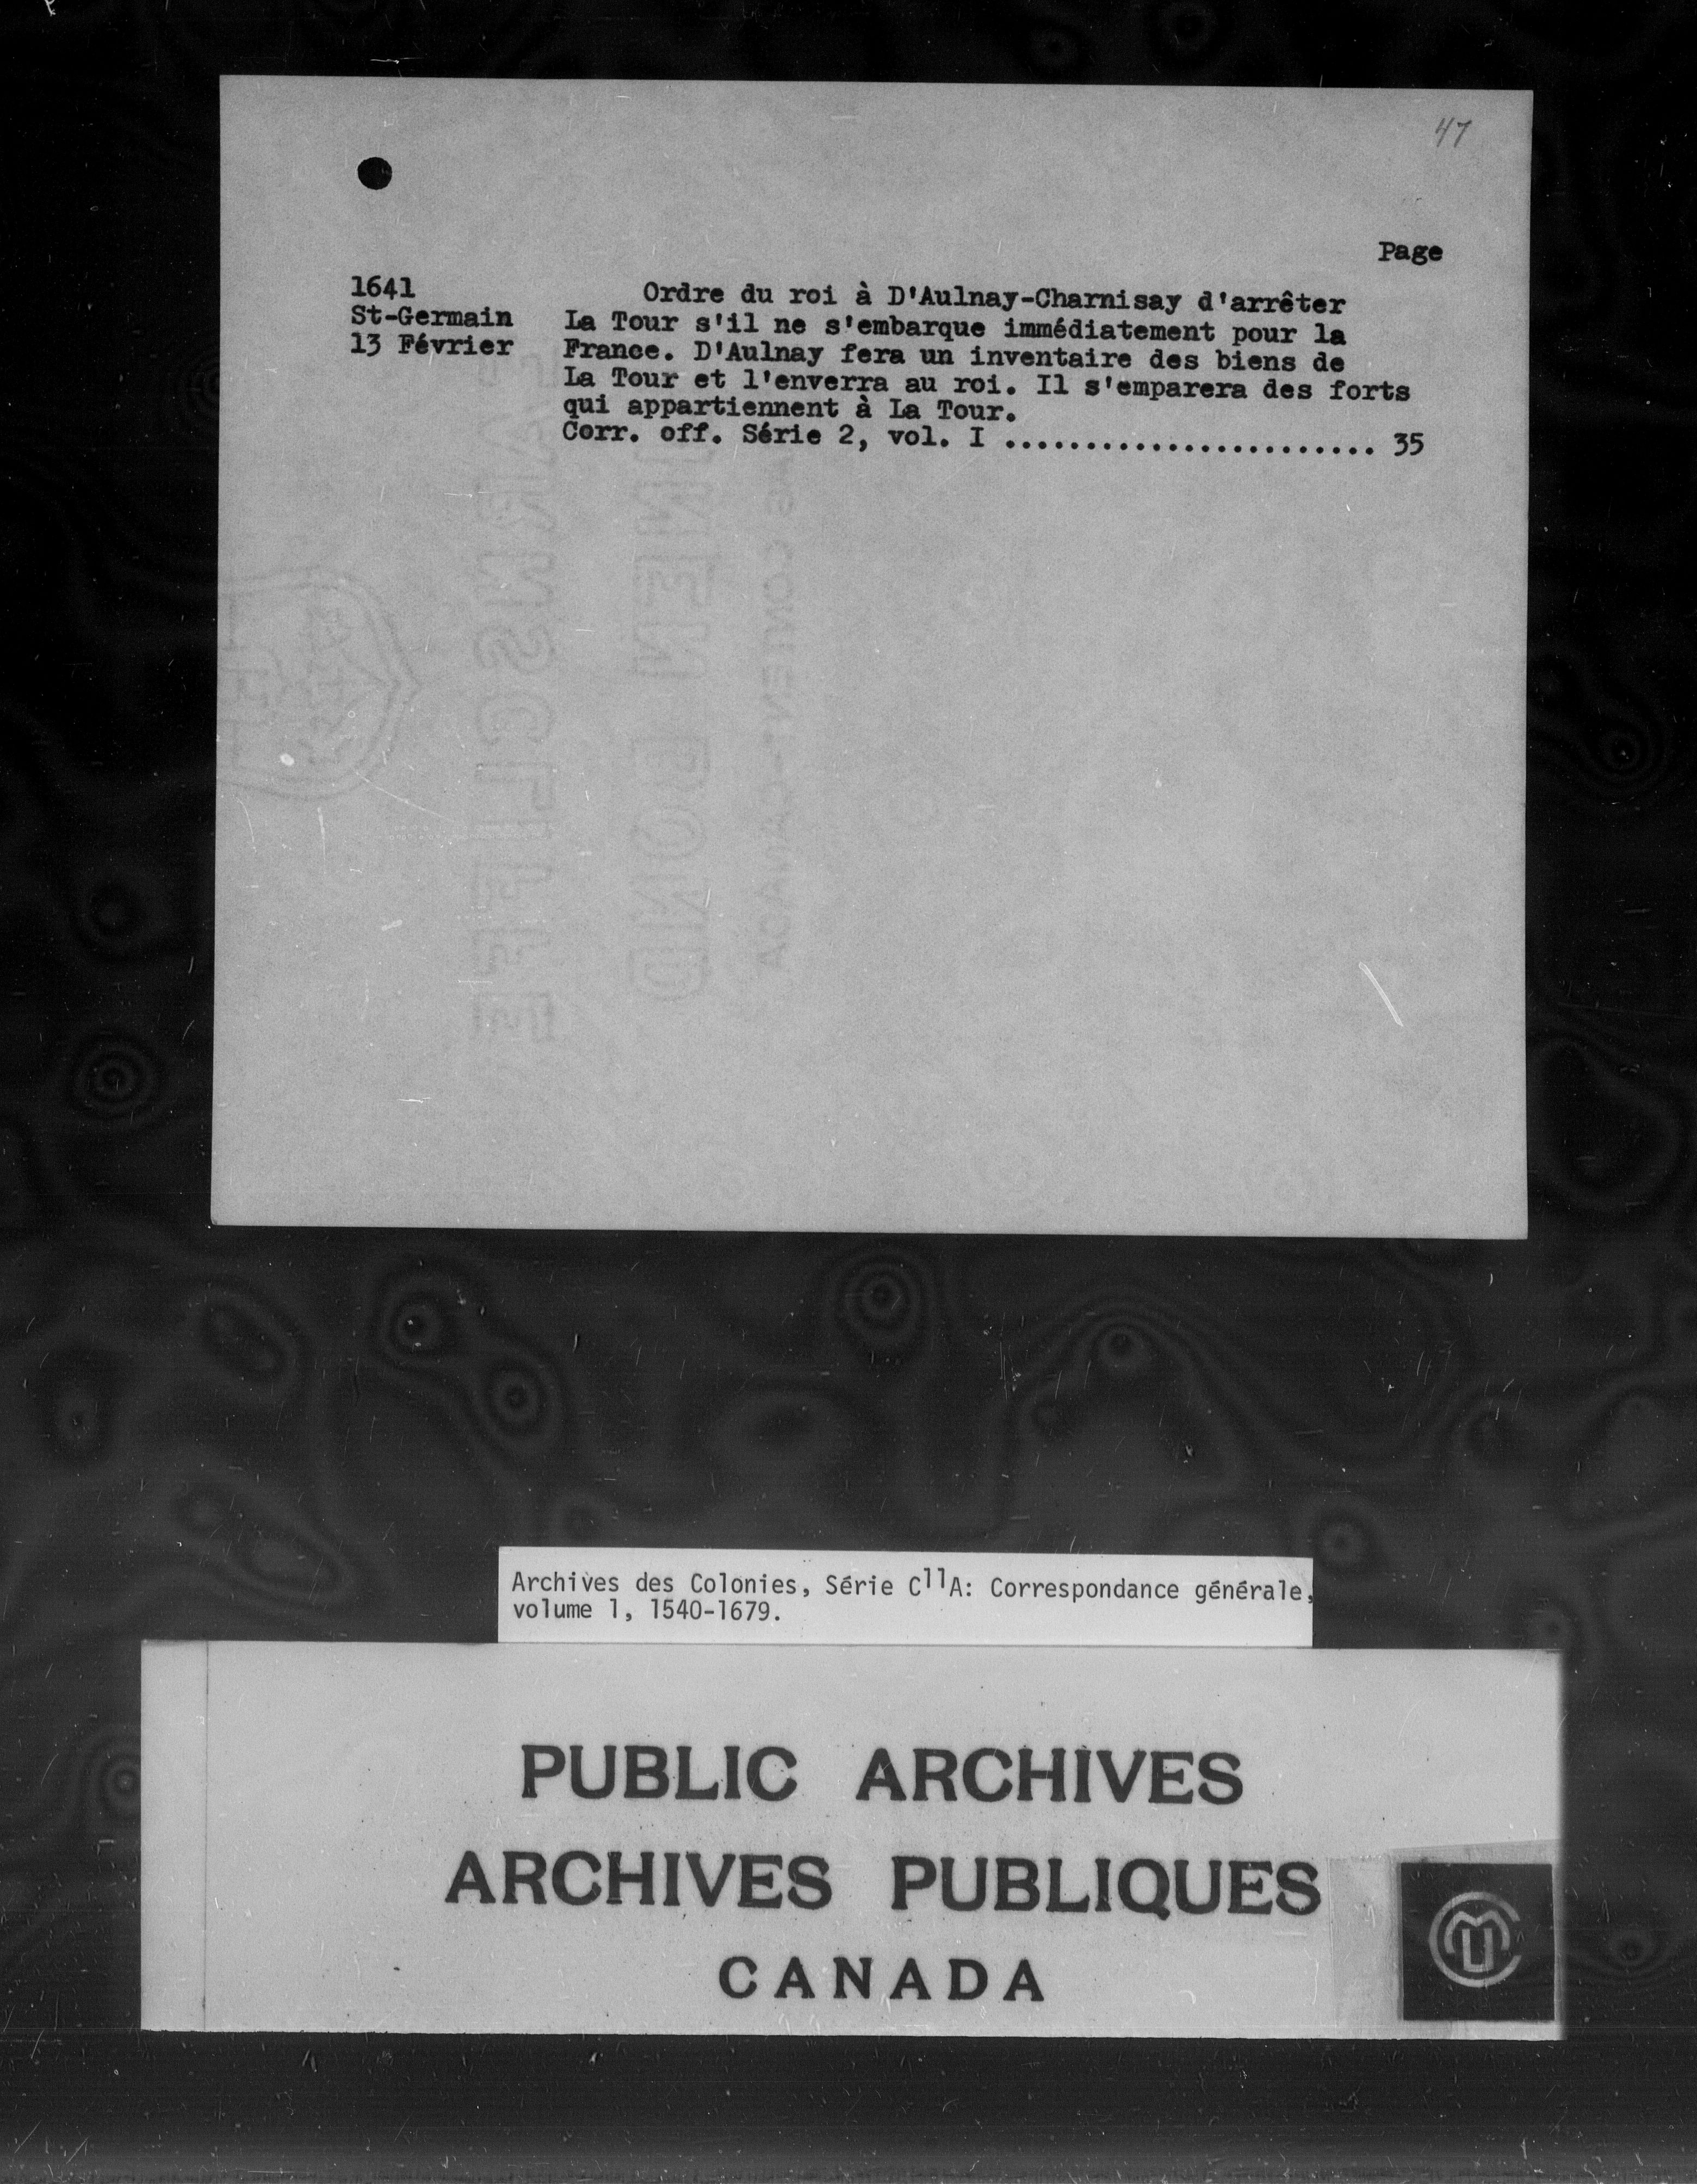 47
Page
1641
St-Germain
13 Février
Ordre du roi à D'Aulnay-Charnisay d'arrêter
La Tour s'il ne s'embarque immédiatement pour la
France. D'Aulnay fera un inventaire des biens de
La Tour et l'enverra au roi. Il s'emparera des forts
qui appartiennent à La Tour.
Corr. off. Série 2, vol. I ....................... 35
Archives des Colonies, Série C11A: Correspondance générale,
volume 1, 1540-1679.
PUBLIC ARCHIVES
ARCHIVES PUBLIQUES
CANADA